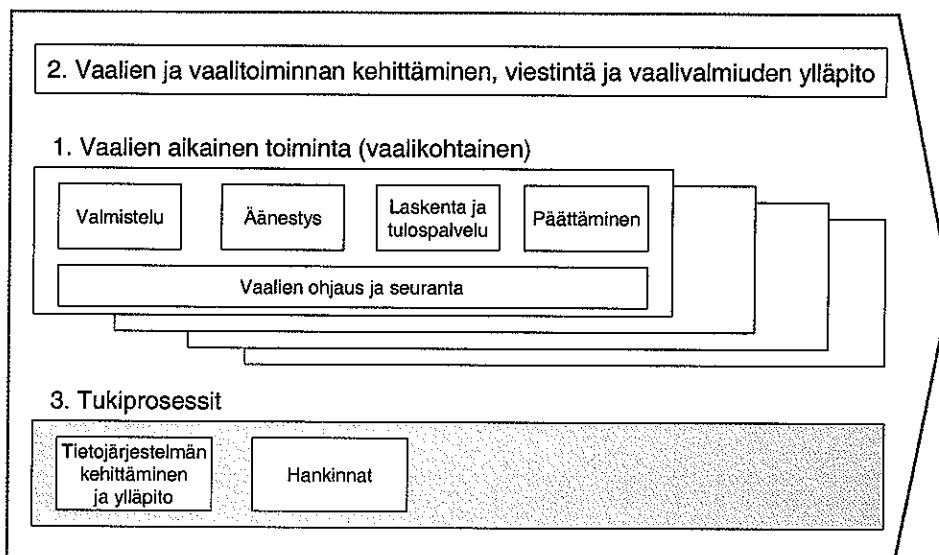 2. Vaalien ja vaalitoiminnan kehittäminen, viestintä ja vaalivalmiuden ylläpito
1. Vaalien aikainen toiminta (vaalikohtainen)
Valmistelu
Äänestys
Laskenta ja
tulospalvelu
Päättäminen
Vaalien ohjaus ja seuranta
3. Tukiprosessit
Tietojärjestelmän
kehittäminen
ja ylläpito
Hankinnat